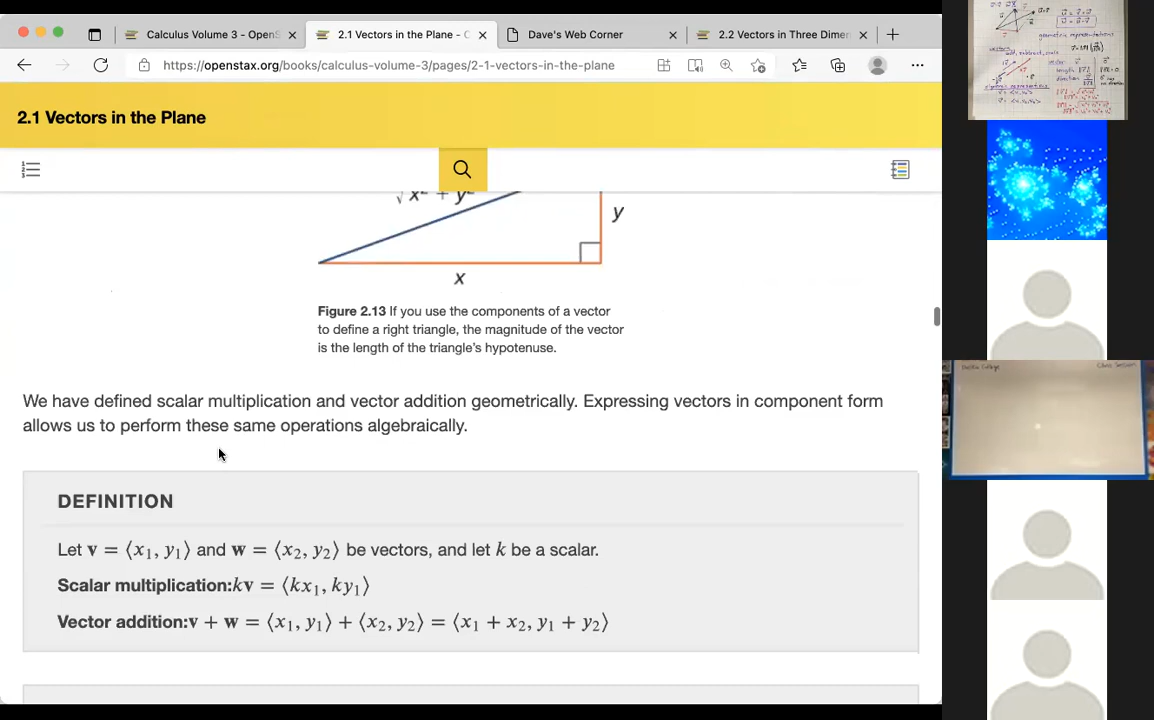 Calculus Volume 3 - OpenS
2.1 Vectors in the Plane - C
Dave's Web Corner
2.2 Vectors in Three Dimen
https://openstax.org/books/calculus-volume-3/pages/2-1-vectors-in-the-plane
2.1 Vectors in the Plane
√x² + y²
y
x
Figure 2.13 If you use the components of a vector
to define a right triangle, the magnitude of the vector
is the length of the triangle's hypotenuse.
We have defined scalar multiplication and vector addition geometrically. Expressing vectors in component form
allows us to perform these same operations algebraically.
DEFINITION
Let v = ⟨x₁, y₁⟩ and w = ⟨x₂, y₂⟩ be vectors, and let k be a scalar.
Scalar multiplication:kv = ⟨kx₁, ky₁⟩
Vector addition:v + w = ⟨x₁, y₁⟩ + ⟨x₂, y₂⟩ = ⟨x₁ + x₂, y₁ + y₂⟩
geometric representations